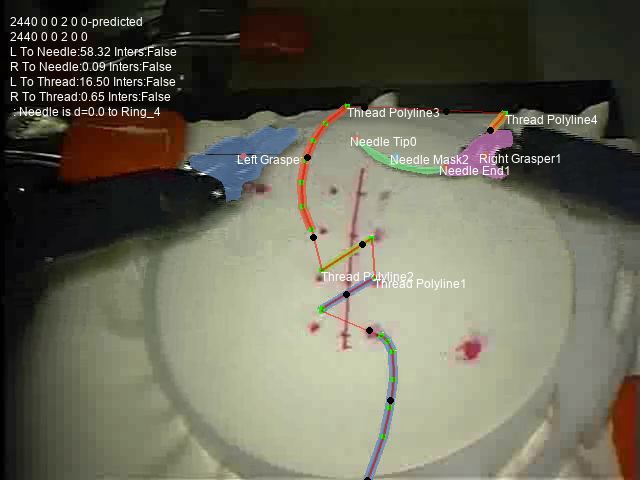 2440 0 0 2 0 0-predicted
2440 0 0 2 0 0
L To Needle:58.32 Inters:False
R To Needle:0.09 Inters:False
L To Thread:16.50 Inters:False
R To Thread:0.65 Inters:False
: Needle is d=0.0 to Ring_4
Thread Polyline3
Thread Polyline4
Needle Tip0
Left Grasper
Needle Mask2
Right Grasper1
Needle End1
Thread Polyline2
Thread Polyline1